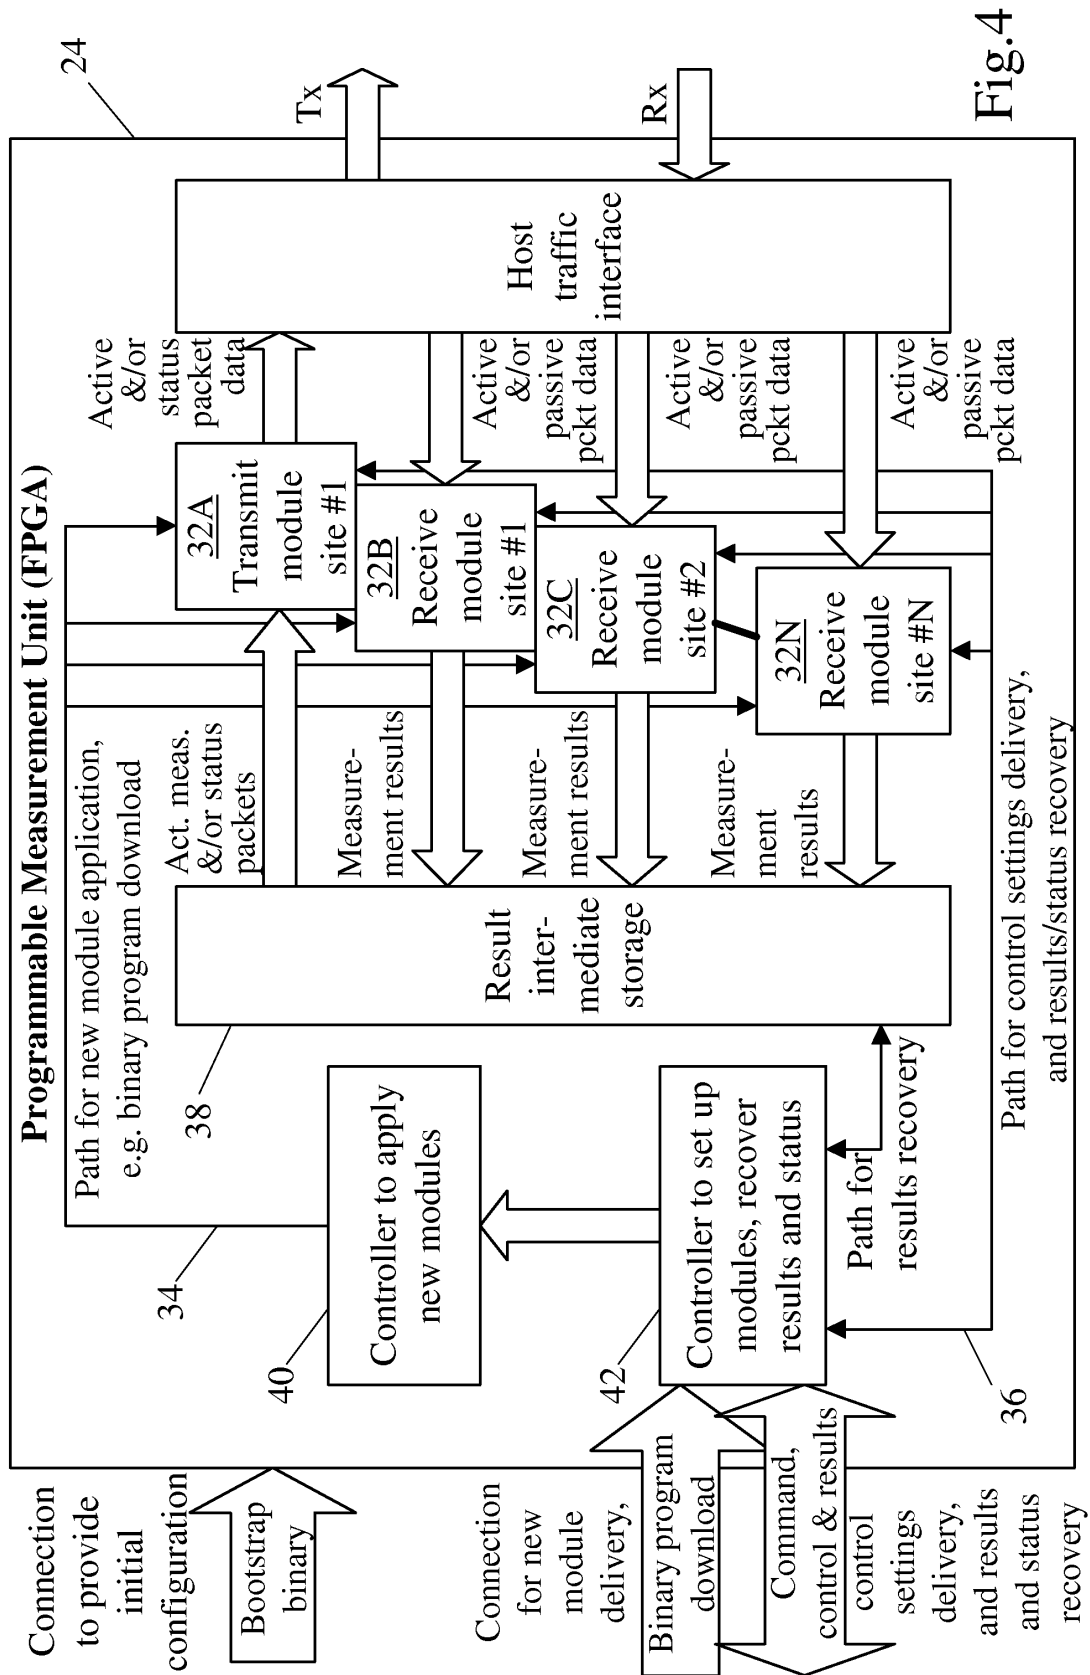 Programmable Measurement Unit (FPGA)
24
Connection
to provide
initial
configuration
Bootstrap
binary
Connection
for new
module
delivery,
Binary program
download
Command,
control & results
control
settings
delivery,
and results
and status
recovery
34
Path for new module application,
e.g. binary program download
40
Controller to apply
new modules
42
Controller to set up
modules, recover
results and status
36
Path for
results recovery
38
Result
inter-
mediate
storage
Act. meas.
&/or status
packets
Measure-
ment results
Measure-
ment results
Measure-
ment
results
32A
Transmit
module
site #1
32B
Receive
module
site #1
32C
Receive
module
site #2
32N
Receive
module
site #N
Active
&/or
status
packet
data
Active
&/or
passive
pckt data
Active
&/or
passive
pckt data
Active
&/or
passive
pckt data
Host
traffic
interface
Tx
Rx
Path for control settings delivery,
and results/status recovery
Fig.4